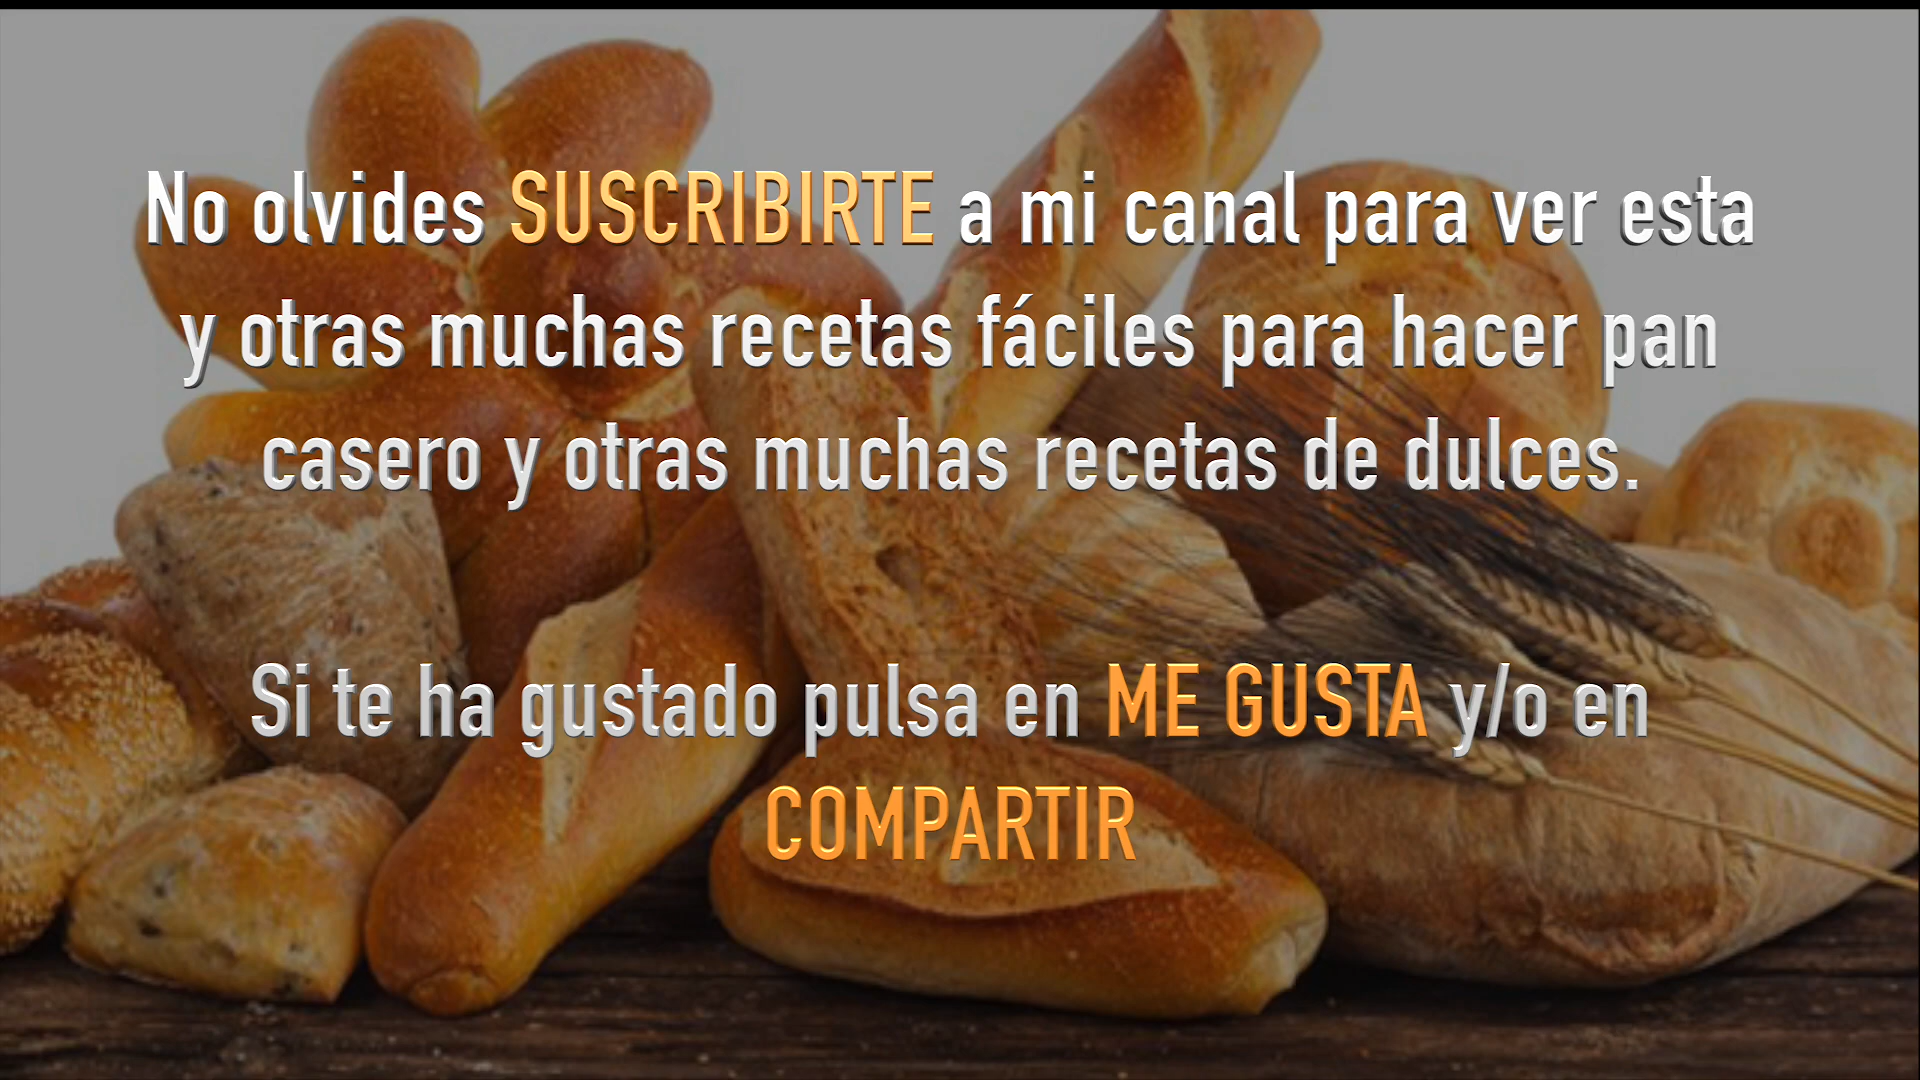 No olvides SUSCRIBIRTE a mi canal para ver esta
y otras muchas recetas fáciles para hacer pan
casero y otras muchas recetas de dulces.
Si te ha gustado pulsa en ME GUSTA y/o en
COMPARTIR